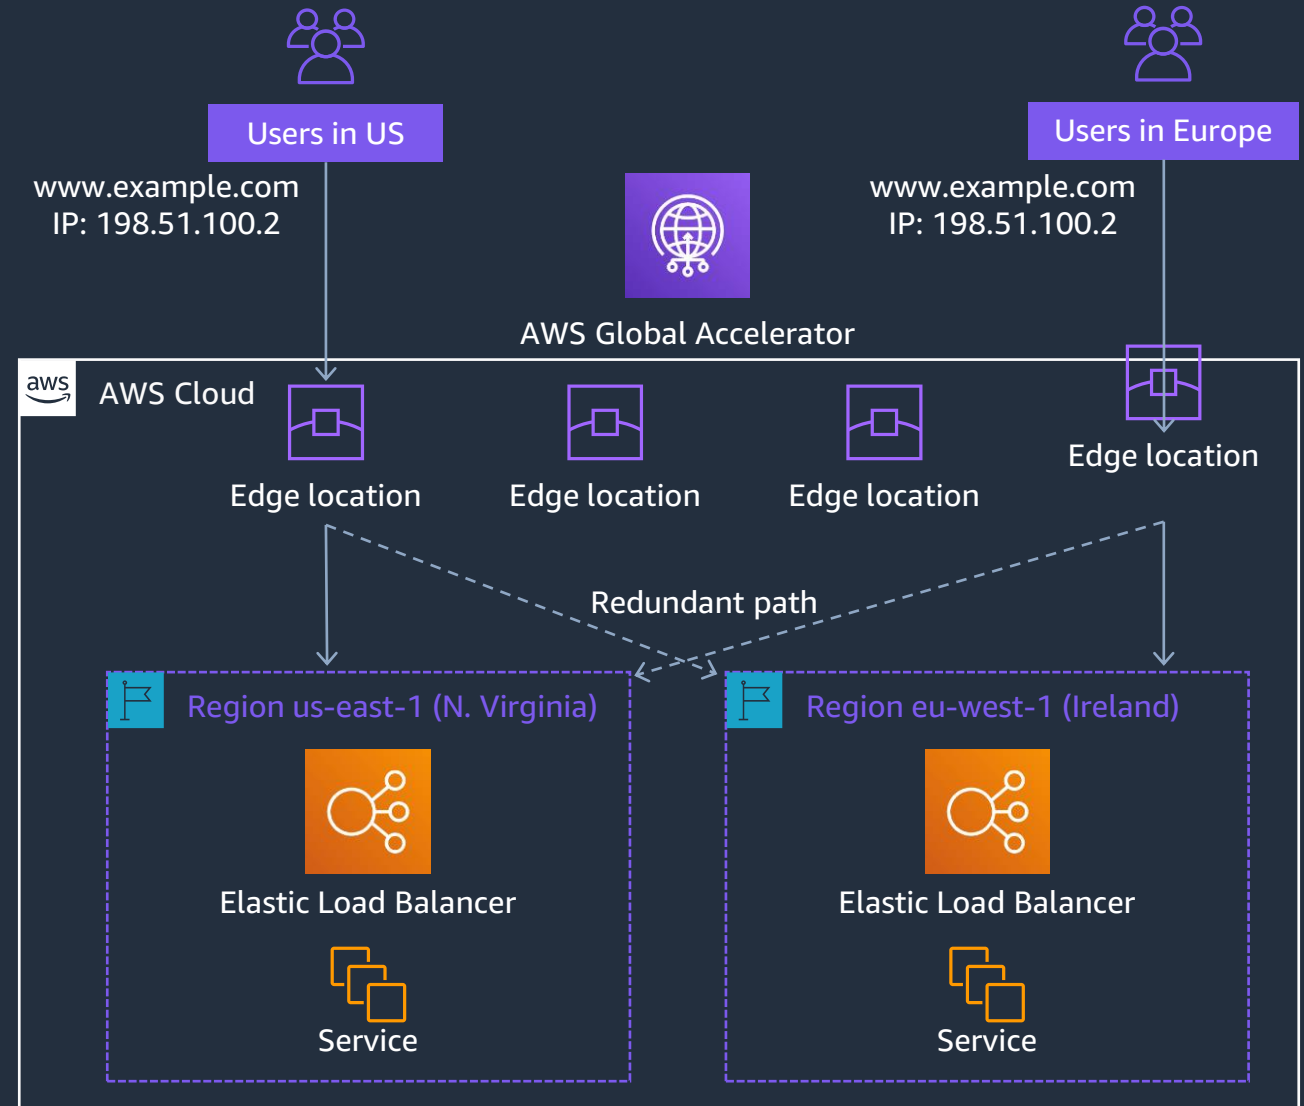 Users in US
Users in Europe
www.example.com
IP: 198.51.100.2
www.example.com
IP: 198.51.100.2
AWS Global Accelerator
aws
AWS Cloud
Edge location
Edge location
Edge location
Edge location
Redundant path
Region us-east-1 (N. Virginia)
Region eu-west-1 (Ireland)
Elastic Load Balancer
Elastic Load Balancer
Service
Service